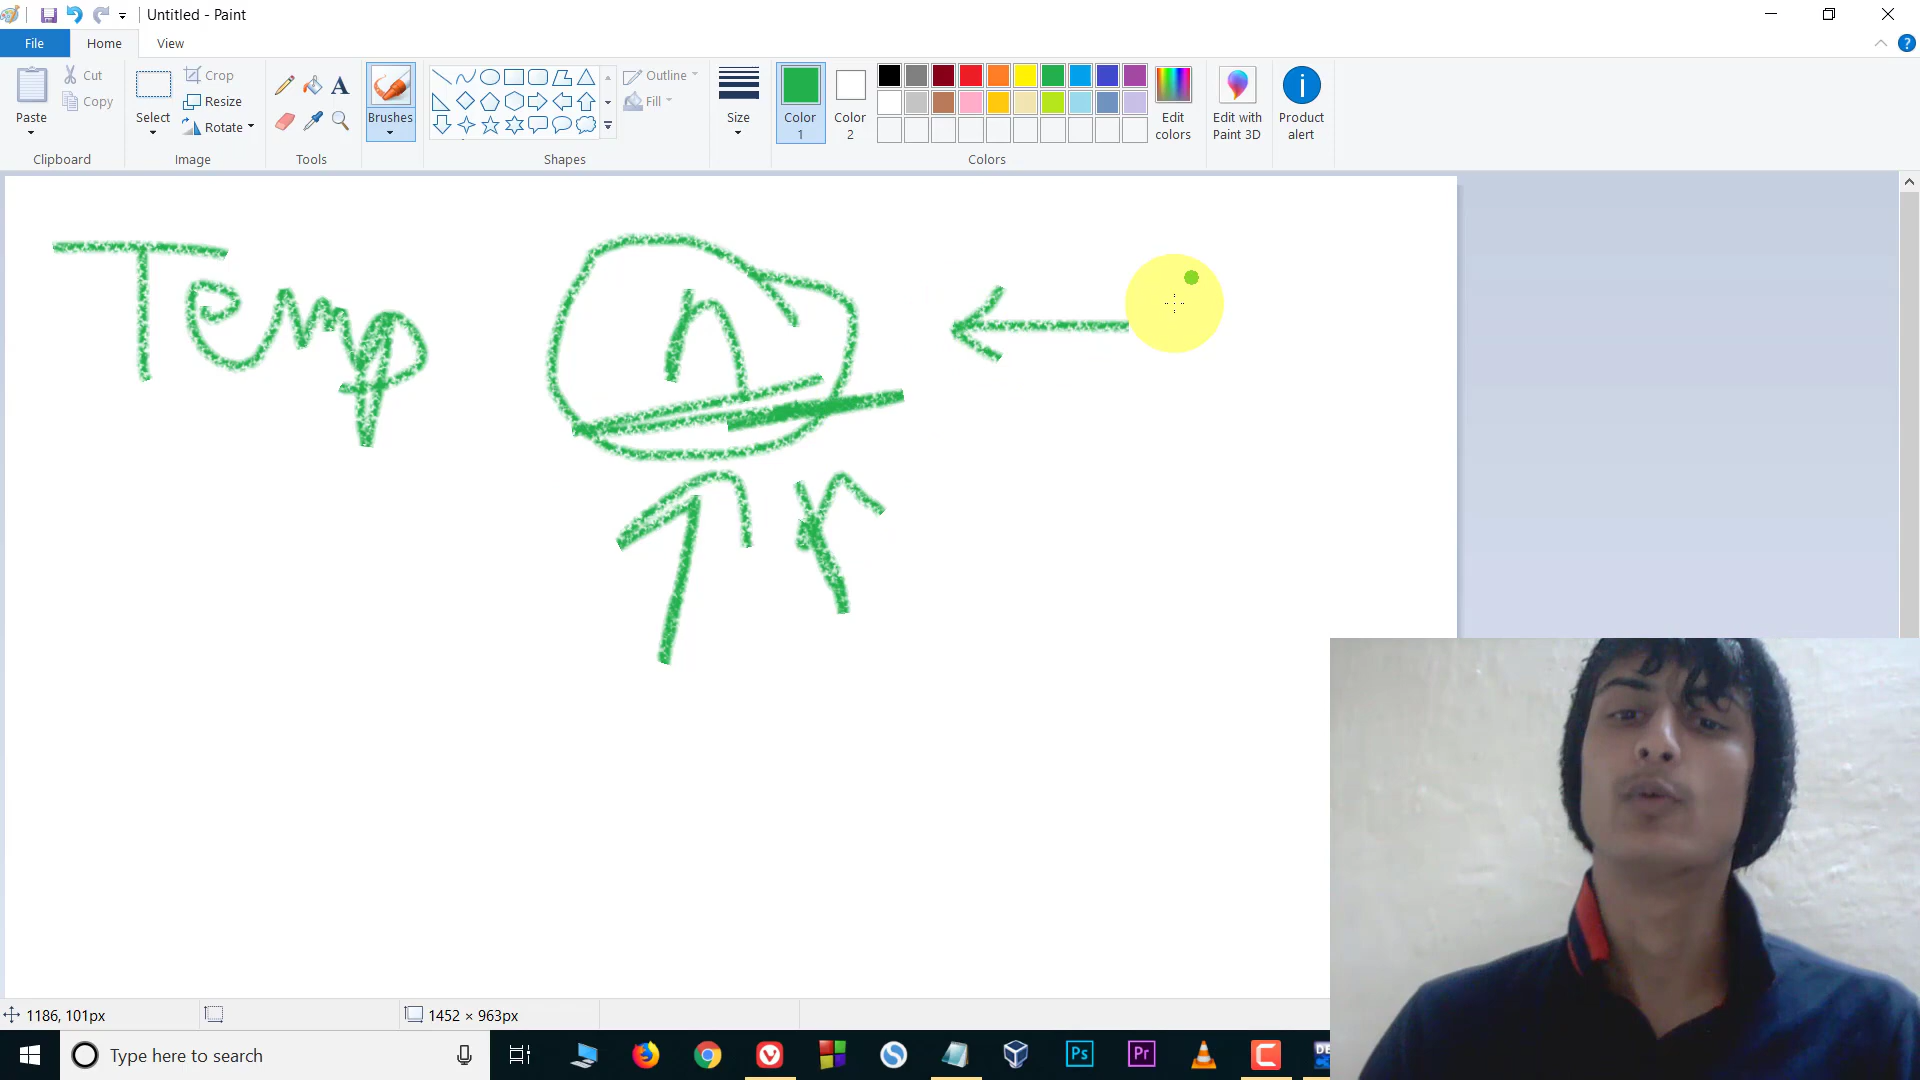 Untitled - Paint
File Home View
Paste Cut Copy Clipboard
Select Crop Resize Rotate Image
Tools
Brushes
Outline Fill Shapes
Size
Color 1 Color 2 Edit colors Colors
Edit with Paint 3D
Product alert
Temp n
r
1186, 101px 1452 × 963px
Type here to search
Ps Pr